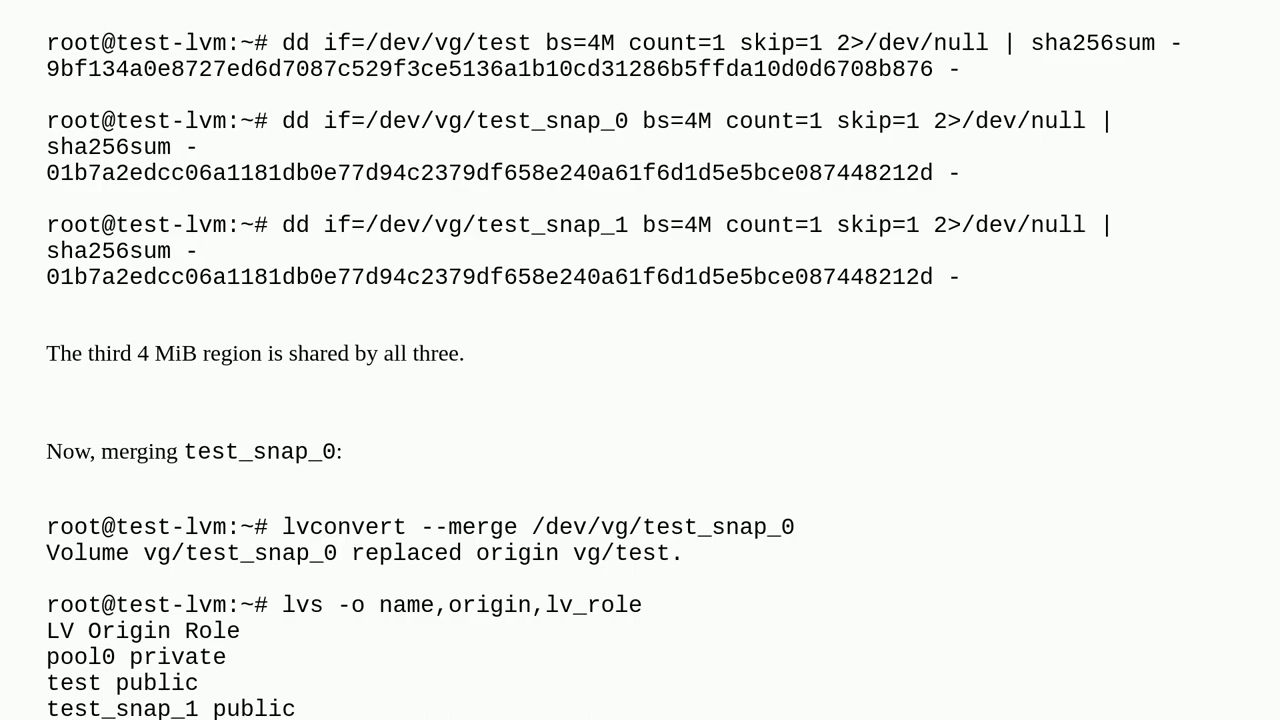 root@test-lvm:~# dd if=/dev/vg/test bs=4M count=1 skip=1 2>/dev/null | sha256sum -
9bf134a0e8727ed6d7087c529f3ce5136a1b10cd31286b5ffda10d0d6708b876 -
root@test-lvm:~# dd if=/dev/vg/test_snap_0 bs=4M count=1 skip=1 2>/dev/null |
sha256sum -
01b7a2edcc06a1181db0e77d94c2379df658e240a61f6d1d5e5bce087448212d -
root@test-lvm:~# dd if=/dev/vg/test_snap_1 bs=4M count=1 skip=1 2>/dev/null |
sha256sum -
01b7a2edcc06a1181db0e77d94c2379df658e240a61f6d1d5e5bce087448212d -
The third 4 MiB region is shared by all three.
Now, merging test_snap_0:
root@test-lvm:~# lvconvert --merge /dev/vg/test_snap_0
Volume vg/test_snap_0 replaced origin vg/test.
root@test-lvm:~# lvs -o name,origin,lv_role
LV Origin Role
pool0 private
test public
test_snap_1 public